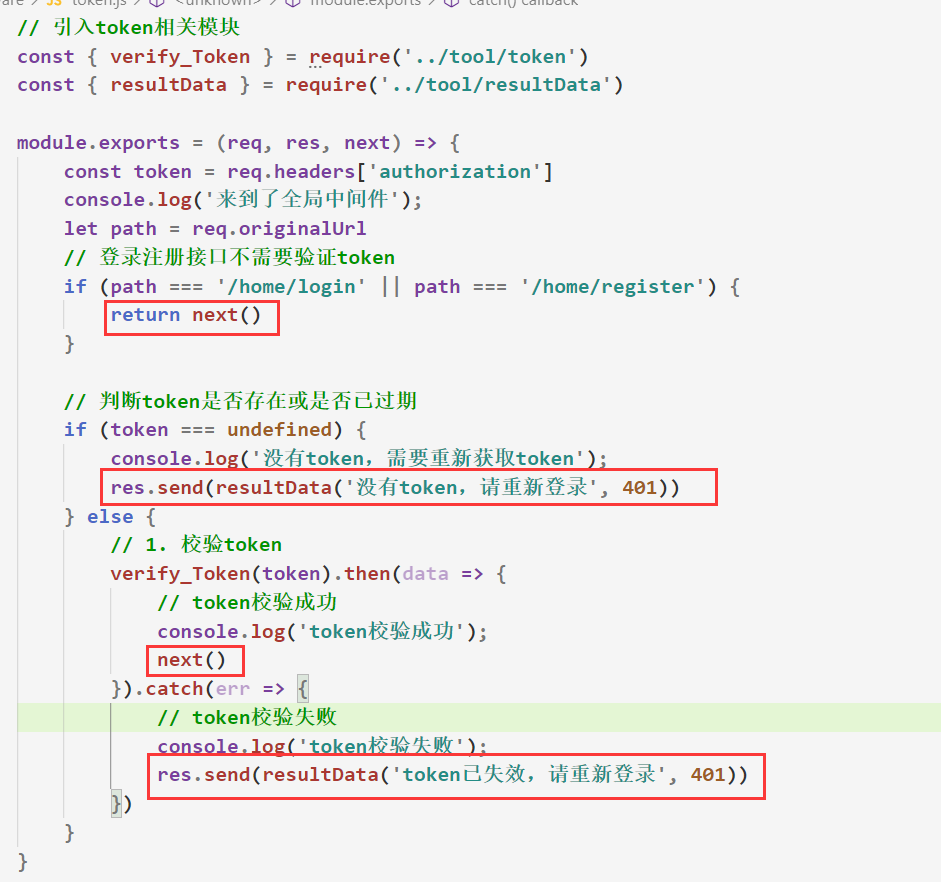 are > JS token.js > <unknown> > module.exports > catch() callback
// 引入token相关模块
const { verify_Token } = require('../tool/token')
const { resultData } = require('../tool/resultData')
module.exports = (req, res, next) => {
const token = req.headers['authorization']
console.log('来到了全局中间件');
let path = req.originalUrl
// 登录注册接口不需要验证token
if (path === '/home/login' || path === '/home/register') {
return next()
}
// 判断token是否存在或是否已过期
if (token === undefined) {
console.log('没有token，需要重新获取token');
res.send(resultData('没有token，请重新登录', 401))
} else {
// 1. 校验token
verify_Token(token).then(data => {
// token校验成功
console.log('token校验成功');
next()
}).catch(err => {
// token校验失败
console.log('token校验失败');
res.send(resultData('token已失效，请重新登录', 401))
})
}
}